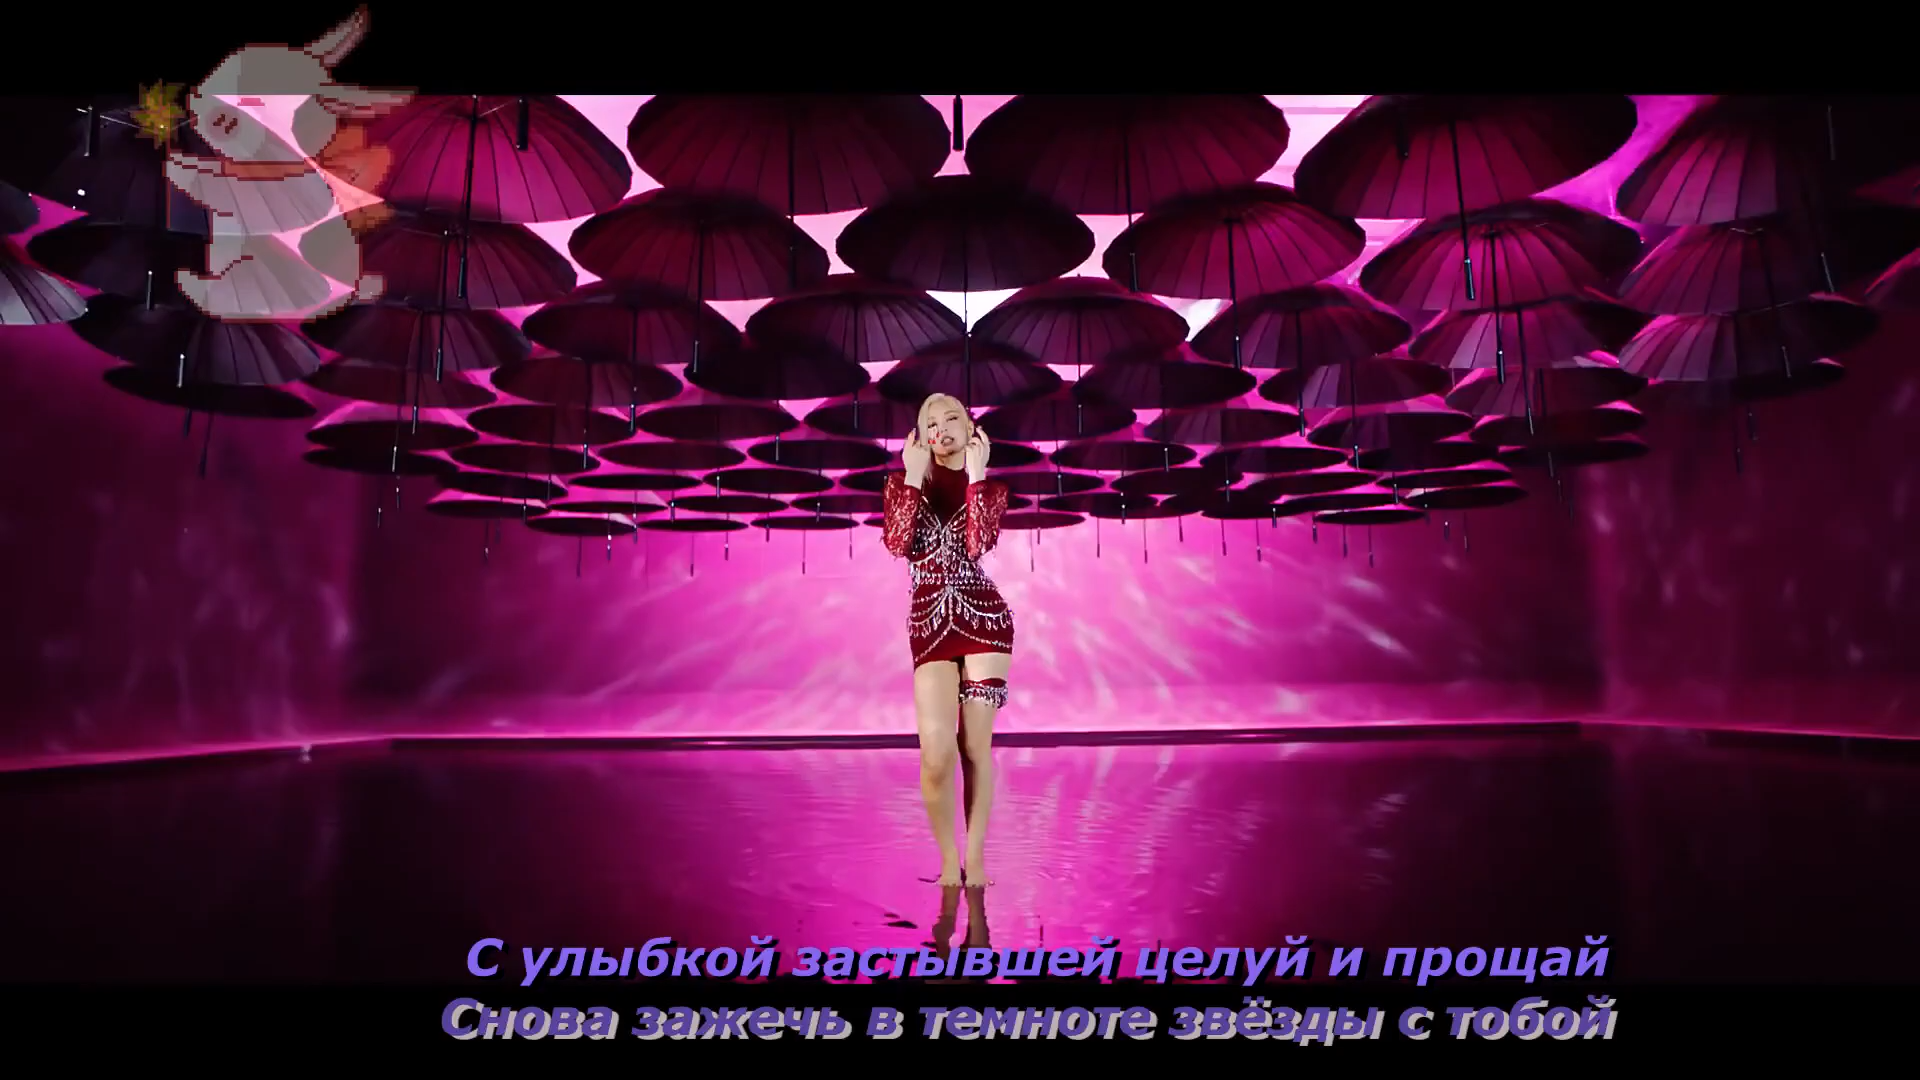 С улыбкой застывшей целуй и прощай
Снова зажечь в темноте звёзды с тобой